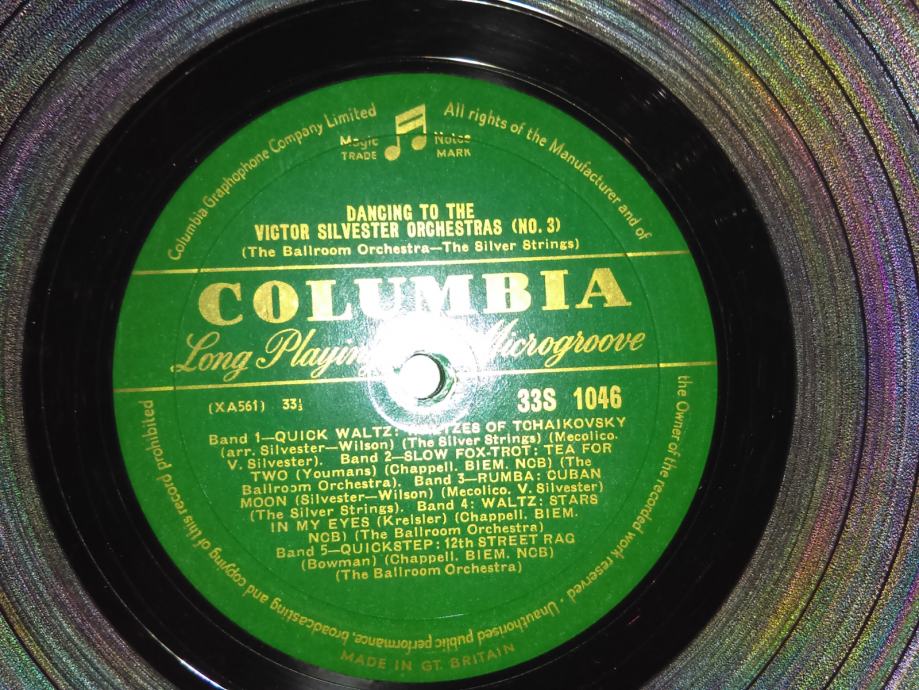 Columbia Graphophone Company Limited
All rights of the Manufacturer and of
the Owner of the recorded work reserved · Unauthorised public performance, broadcasting and copying of this record prohibited
Magic Notes
TRADE MARK
DANCING TO THE
VICTOR SILVESTER ORCHESTRAS (NO. 3)
(The Ballroom Orchestra—The Silver Strings)
COLUMBIA
Long Playing Microgroove
(XA561) 33⅓ 33S 1046
Band 1—QUICK WALTZ: OF TCHAIKOVSKY
(arr. Silvester—Wilson) (The Silver Strings) (Mecolico.
V. Silvester). Band 2—SLOW FOX-TROT: TEA FOR
TWO (Youmans) (Chappell. BIEM. NCB) (The
Ballroom Orchestra). Band 3—RUMBA: CUBAN
MOON (Silvester—Wilson) (Mecolico. V. Silvester)
(The Silver Strings). Band 4: WALTZ: STARS
IN MY EYES (Kreisler) (Chappell. BIEM.
NCB) (The Ballroom Orchestra)
Band 5—QUICKSTEP: 12th STREET RAG
(Bowman) (Chappell. BIEM. NCB)
(The Ballroom Orchestra)
MADE IN GT. BRITAIN